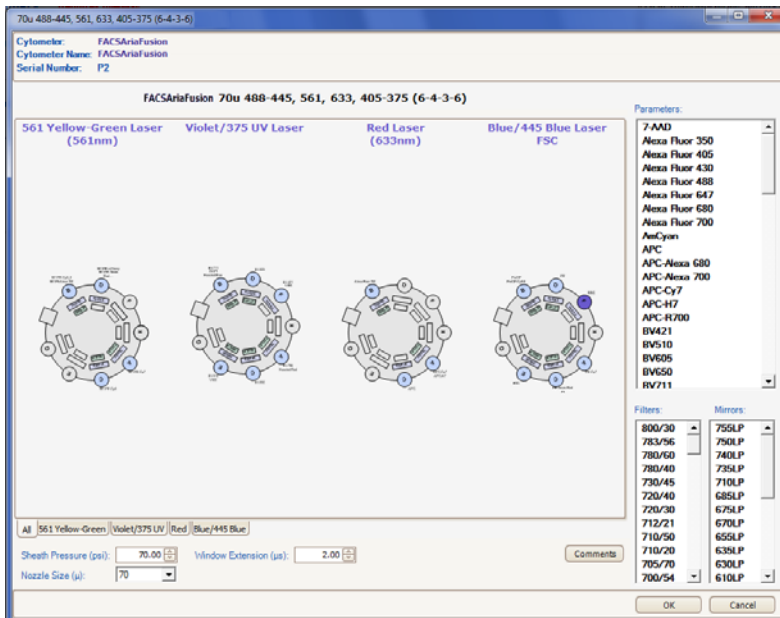 70u 488-445, 561, 633, 405-375 (6-4-3-6)
Cytometer: FACSAriaFusion
Cytometer Name: FACSAriaFusion
Serial Number: P2
FACSAriaFusion 70u 488-445, 561, 633, 405-375 (6-4-3-6)
561 Yellow-Green Laser
(561nm)
Violet/375 UV Laser
Red Laser
(633nm)
Blue/445 Blue Laser
FSC
All
561 Yellow-Green
Violet/375 UV
Red
Blue/445 Blue
Sheath Pressure (psi): 70.00
Window Extension (µs): 2.00
Comments
Nozzle Size (µ): 70
Parameters:
7-AAD
Alexa Fluor 350
Alexa Fluor 405
Alexa Fluor 430
Alexa Fluor 488
Alexa Fluor 647
Alexa Fluor 680
Alexa Fluor 700
AmCyan
APC
APC-Alexa 680
APC-Alexa 700
APC-Cy7
APC-H7
APC-R700
BV421
BV510
BV605
BV650
BV711
Filters:
800/30
783/56
780/60
780/40
730/45
720/40
720/30
712/21
710/50
710/20
705/70
700/54
Mirrors:
755LP
750LP
740LP
735LP
710LP
685LP
675LP
670LP
655LP
635LP
630LP
610LP
OK
Cancel